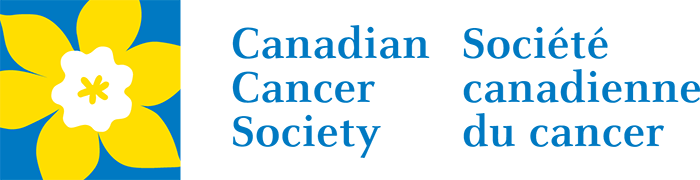 Canadian
Cancer
Society
Société
canadienne
du cancer